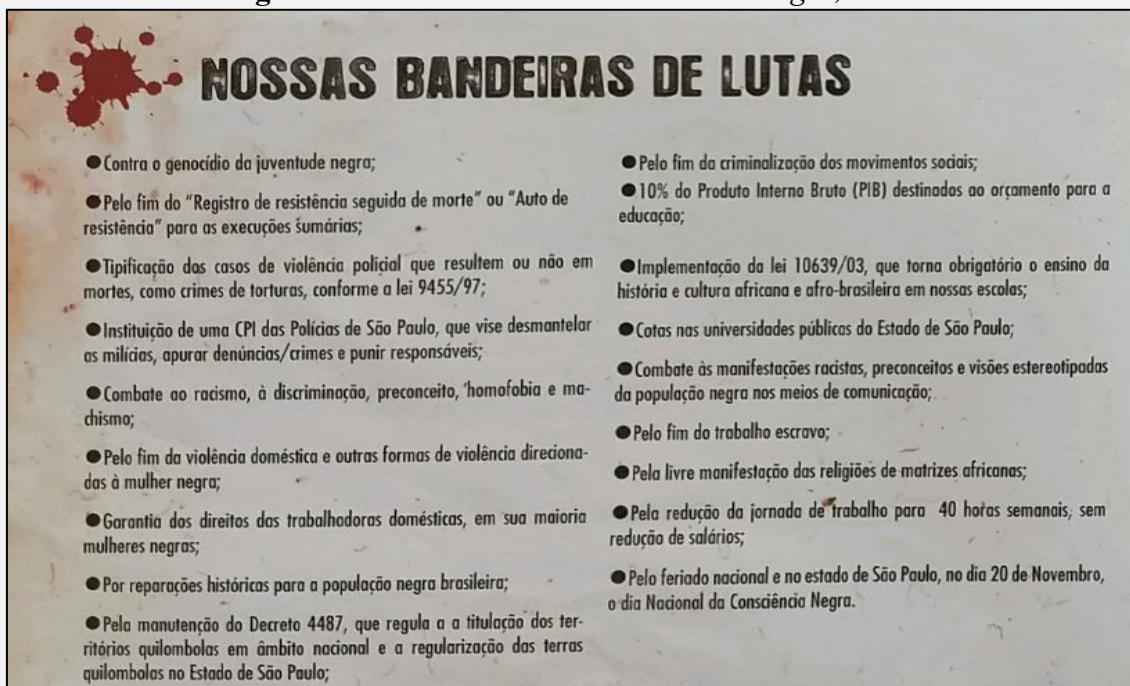 NOSSAS BANDEIRAS DE LUTAS
●Contra o genocídio da juventude negra;
●Pelo fim do "Registro de resistência seguida de morte" ou "Auto de
resistência" para as execuções sumárias;
●Tipificação dos casos de violência policial que resultem ou não em
mortes, como crimes de torturas, conforme a lei 9455/97;
●Instituição de uma CPI das Polícias de São Paulo, que vise desmantelar
as milícias, apurar denúncias/crimes e punir responsáveis;
●Combate ao racismo, à discriminação, preconceito, homofobia e ma-
chismo;
●Pelo fim da violência doméstica e outras formas de violência direciona-
das à mulher negra;
●Garantia dos direitos das trabalhadoras domésticas, em sua maioria
mulheres negras;
●Por reparações históricas para a população negra brasileira;
●Pela manutenção do Decreto 4487, que regula a a titulação dos ter-
ritórios quilombolas em âmbito nacional e a regularização das terras
quilombolas no Estado de São Paulo;
●Pelo fim da criminalização dos movimentos sociais;
●10% do Produto Interno Bruto (PIB) destinados ao orçamento para a
educação;
●Implementação da lei 10639/03, que torna obrigatório o ensino da
história e cultura africana e afro-brasileira em nossas escolas;
●Cotas nas universidades públicas do Estado de São Paulo;
●Combate às manifestações racistas, preconceitos e visões estereotipadas
da população negra nos meios de comunicação;
●Pelo fim do trabalho escravo;
●Pela livre manifestação das religiões de matrizes africanas;
●Pela redução da jornada de trabalho para 40 horas semanais, sem
redução de salários;
●Pelo feriado nacional e no estado de São Paulo, no dia 20 de Novembro,
o dia Nacional da Consciência Negra.